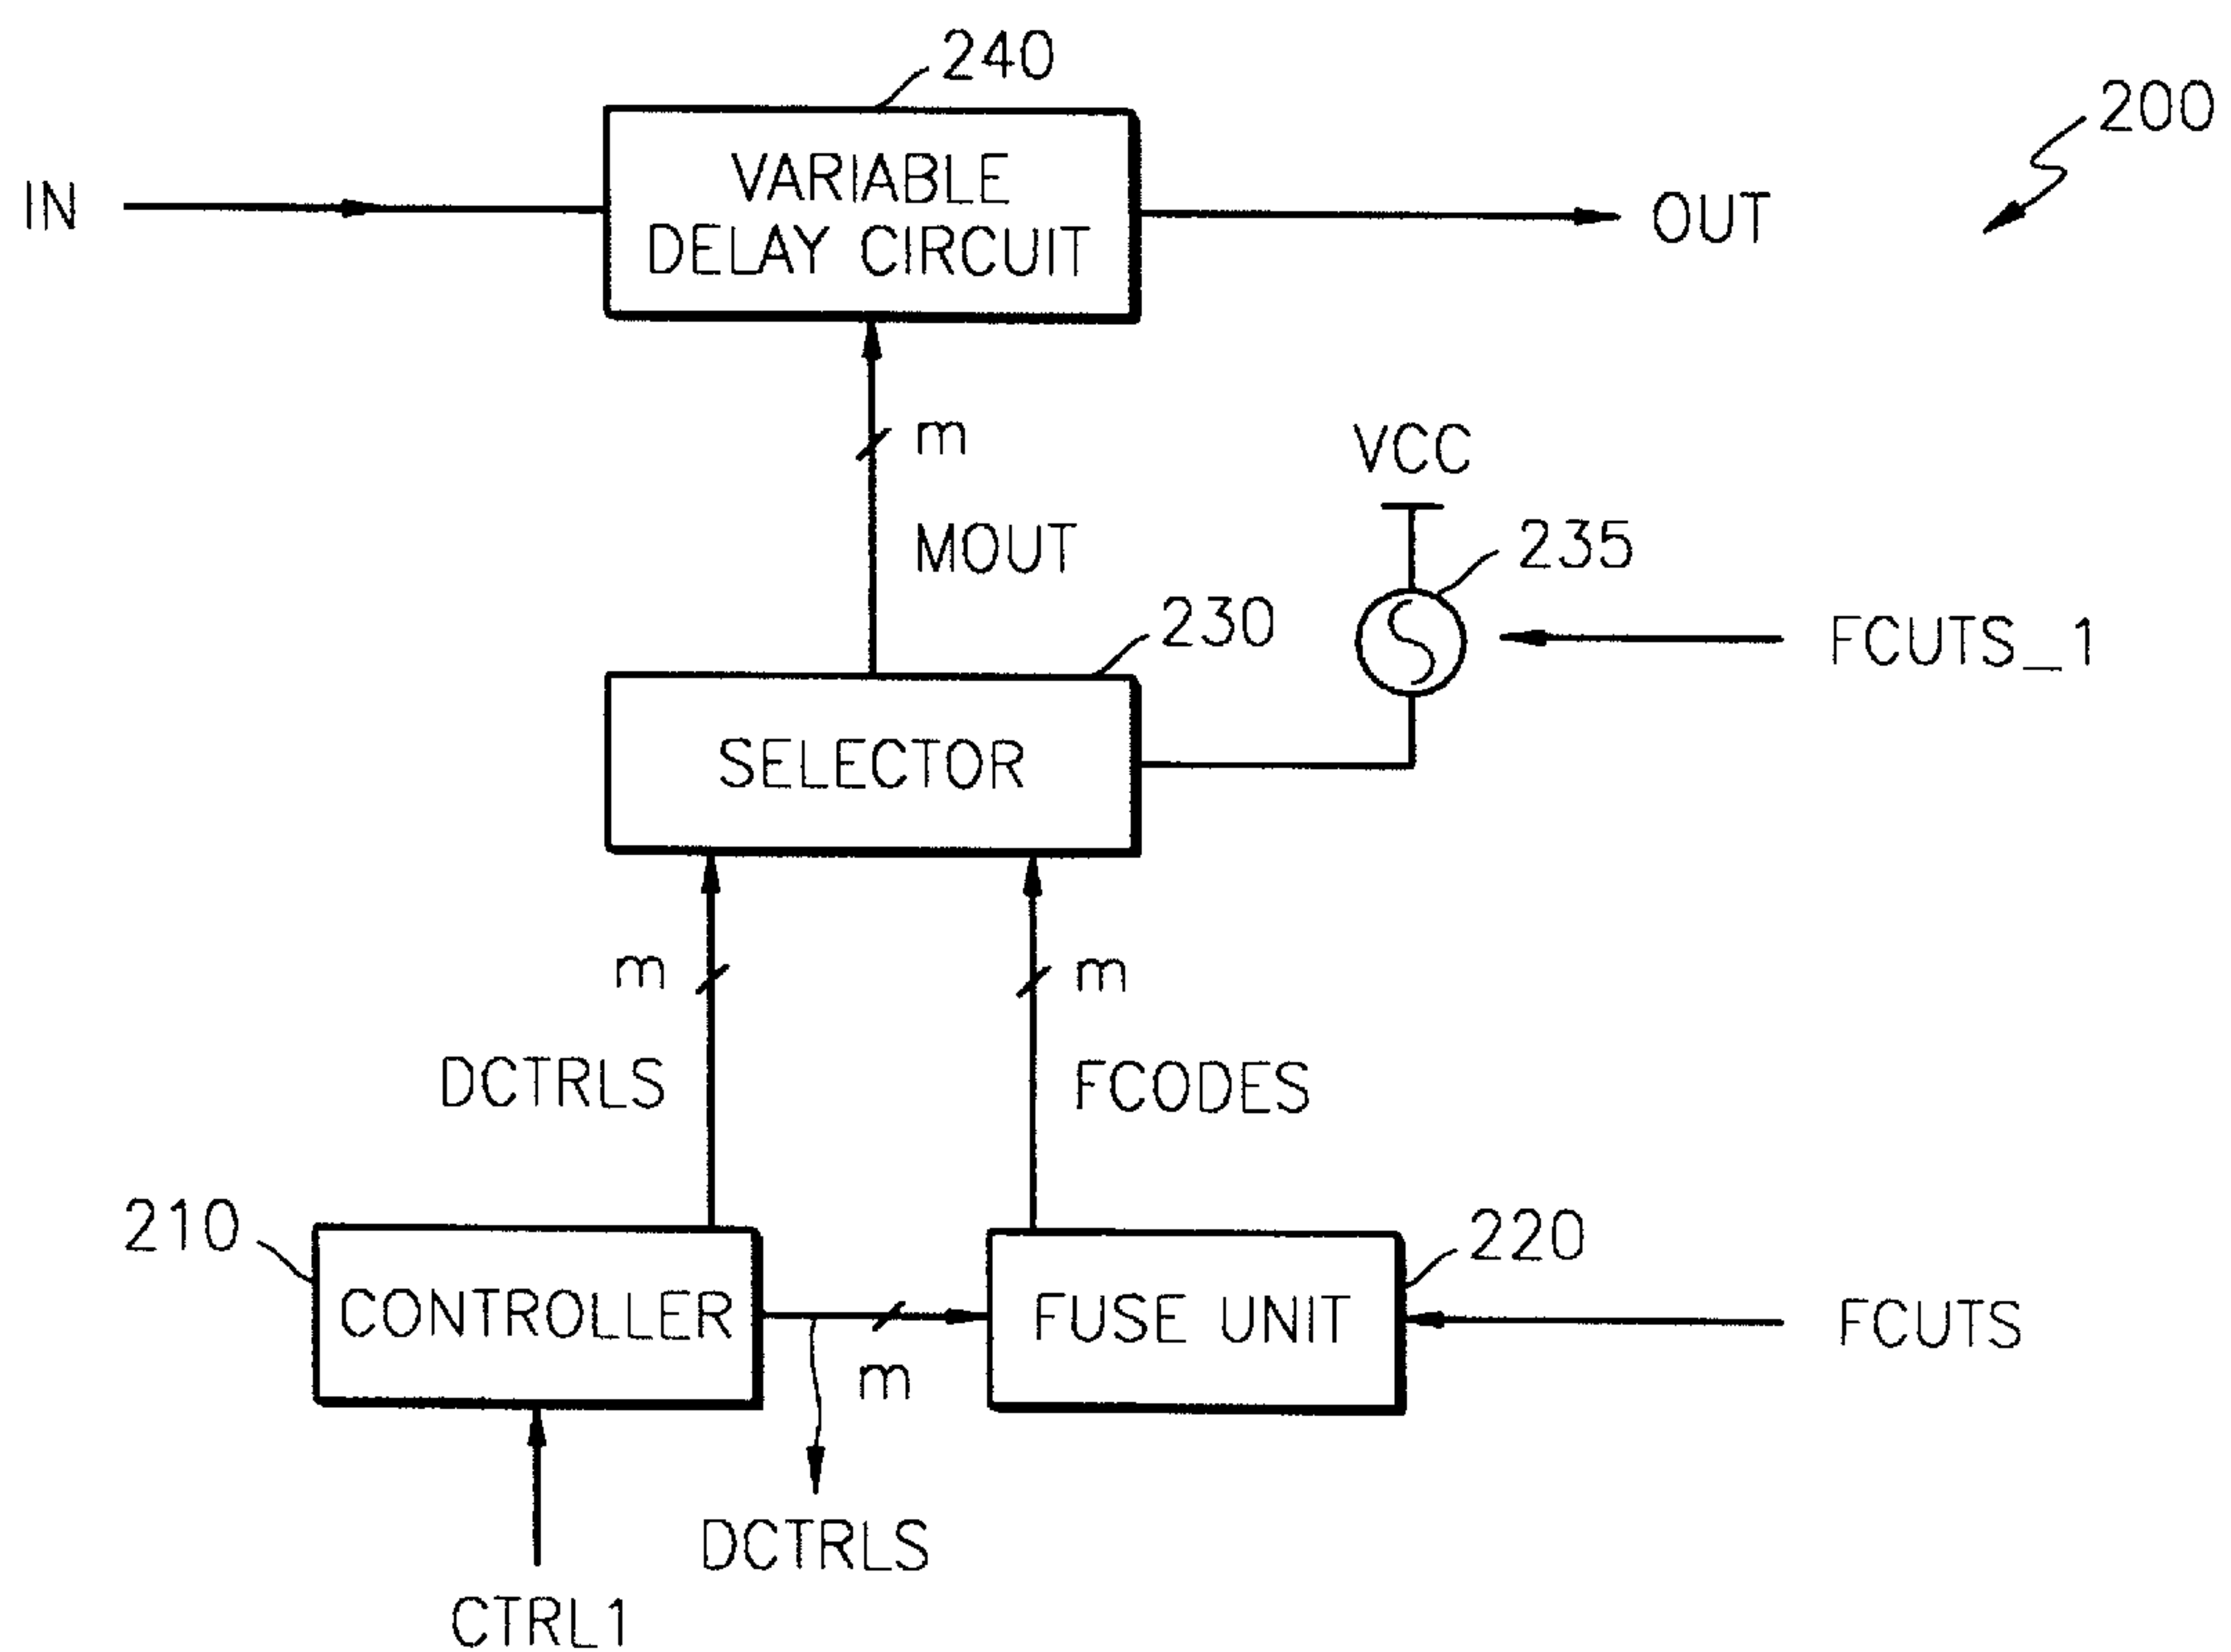 240
200
IN
VARIABLE
DELAY CIRCUIT
OUT
m
VCC
MOUT
235
230
FCUTS_1
SELECTOR
m
m
DCTRLS
FCODES
210
220
CONTROLLER
FUSE UNIT
FCUTS
m
DCTRLS
CTRL1